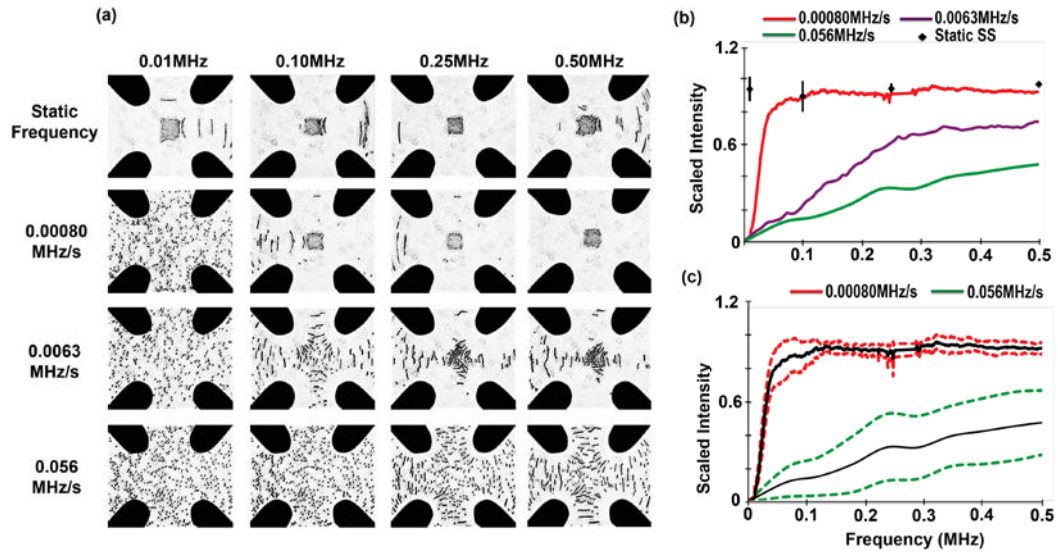 (a)
0.01MHz 0.10MHz 0.25MHz 0.50MHz
Static
Frequency
0.00080
MHz/s
0.0063
MHz/s
0.056
MHz/s
(b)
0.00080MHz/s 0.0063MHz/s
0.056MHz/s Static SS
1.2
0.6
0
Scaled Intensity
0.1 0.2 0.3 0.4 0.5
(c)
0.00080MHz/s 0.056MHz/s
1.2
0.6
0
Scaled Intensity
0.1 0.2 0.3 0.4 0.5
Frequency (MHz)